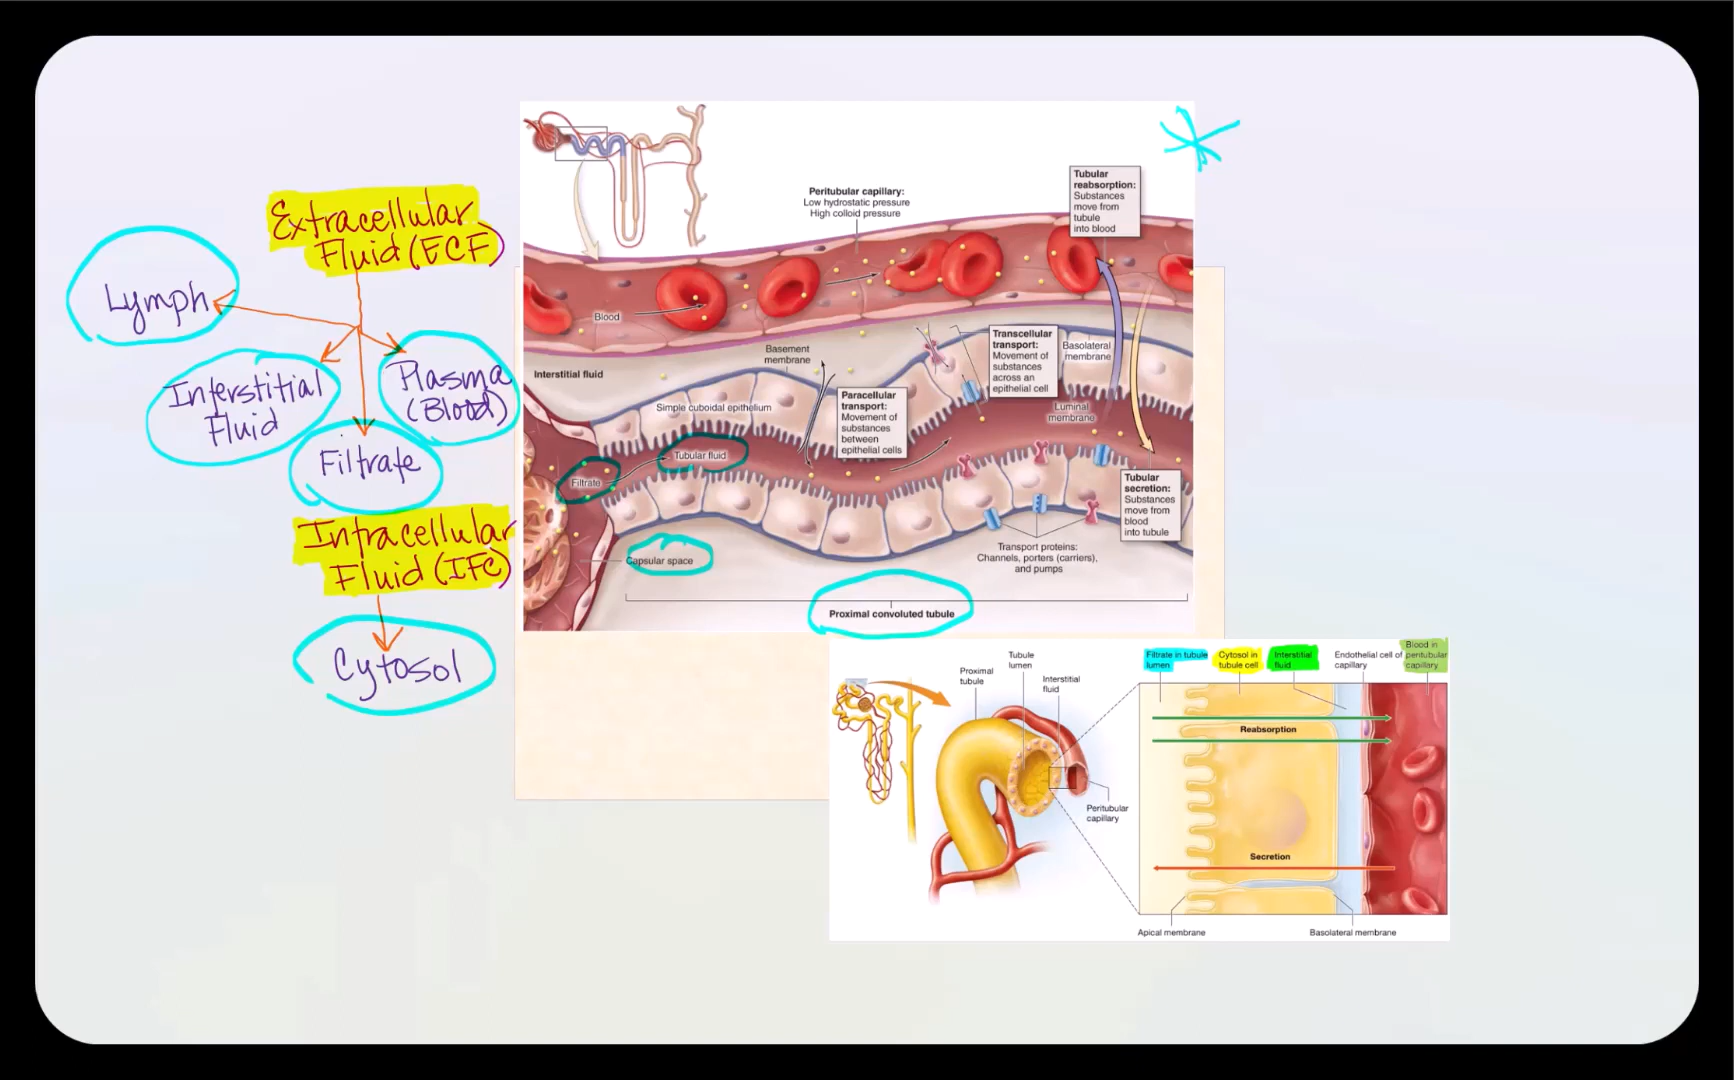 Extracellular
Fluid (ECF)
Lymph
Interstitial
Fluid
Plasma
(Blood)
Filtrate
Intracellular
Fluid (IFC)
Cytosol
Peritubular capillary:
Low hydrostatic pressure
High colloid pressure
Tubular
reabsorption:
Substances
move from
tubule
into blood
Blood
Basement
membrane
Interstitial fluid
Transcellular
transport:
Movement of
substances
across an
epithelial cell
Basolateral
membrane
Simple cuboidal epithelium
Paracellular
transport:
Movement of
substances
between
epithelial cells
Luminal
membrane
Tubular fluid
Filtrate
Tubular
secretion:
Substances
move from
blood
into tubule
Capsular space
Transport proteins:
Channels, porters (carriers),
and pumps
Proximal convoluted tubule
Proximal
tubule
Tubule
lumen
Interstitial
fluid
Peritubular
capillary
Filtrate in tubule
lumen
Cytosol in
tubule cell
Interstitial
fluid
Endothelial cell of
capillary
Blood in
peritubular
capillary
Reabsorption
Secretion
Apical membrane
Basolateral membrane